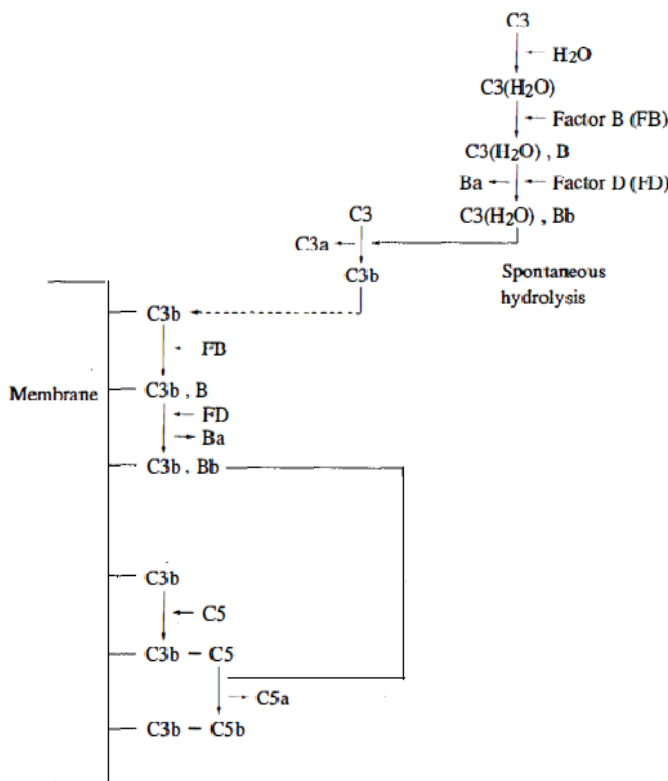 C3
H2O
C3(H2O)
Factor B (FB)
C3(H2O) , B
Ba
Factor D (FD)
C3(H2O) , Bb
C3
C3a
C3b
Spontaneous
hydrolysis
C3b
FB
Membrane
C3b , B
FD
Ba
C3b , Bb
C3b
C5
C3b – C5
C5a
C3b – C5b